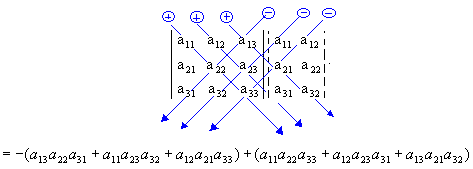 ⊕ ⊕ ⊕ ⊖ ⊖ ⊖
a₁₁ a₁₂ a₁₃ a₁₁ a₁₂
a₂₁ a₂₂ a₂₃ a₂₁ a₂₂
a₃₁ a₃₂ a₃₃ a₃₁ a₃₂
= −(a₁₃a₂₂a₃₁ + a₁₁a₂₃a₃₂ + a₁₂a₂₁a₃₃) + (a₁₁a₂₂a₃₃ + a₁₂a₂₃a₃₁ + a₁₃a₂₁a₃₂)